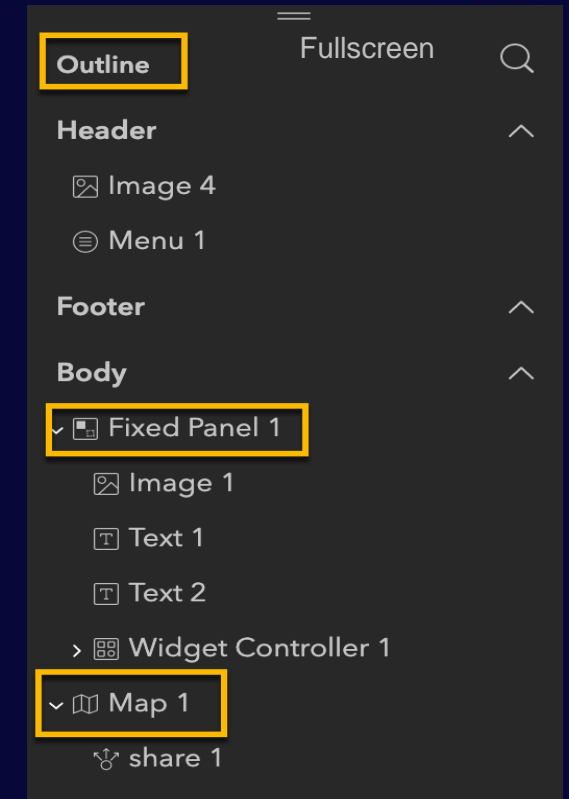 Outline
Fullscreen
Header
Image 4
Menu 1
Footer
Body
Fixed Panel 1
Image 1
Text 1
Text 2
Widget Controller 1
Map 1
share 1